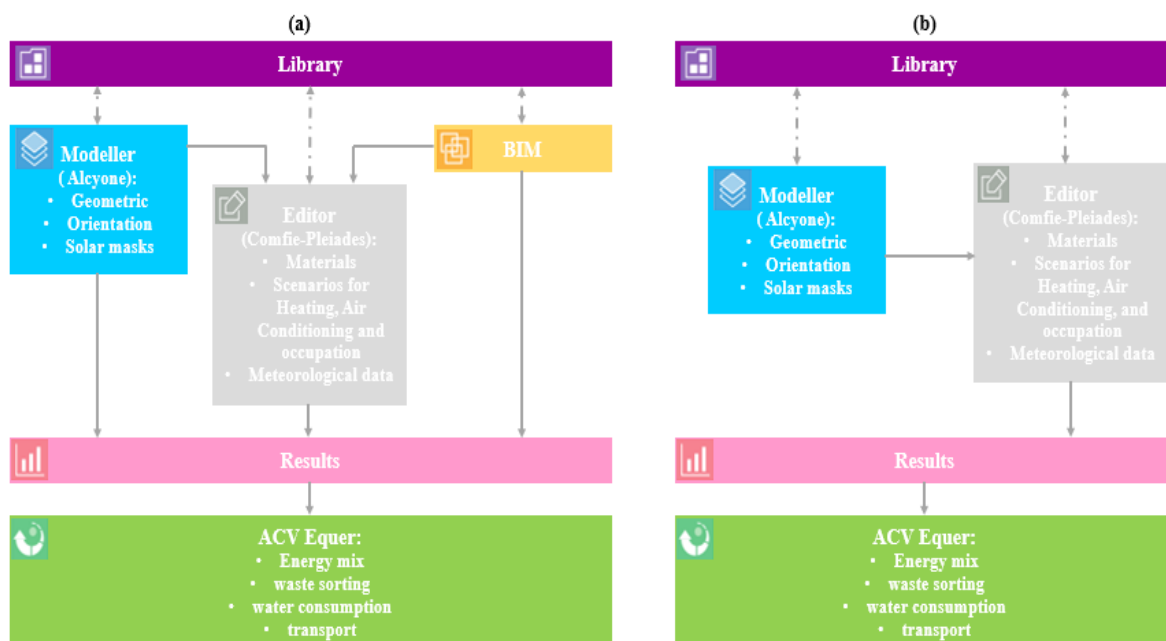 (a)
Library
Modeller
( Alcyone):
• Geometric
• Orientation
• Solar masks
BIM
Editor
(Comfie-Pleiades):
• Materials
• Scenarios for
Heating, Air
Conditioning and
occupation
• Meteorological data
Results
ACV Equer:
• Energy mix
• waste sorting
• water consumption
• transport
(b)
Library
Modeller
( Alcyone):
• Geometric
• Orientation
• Solar masks
Editor
(Comfie-Pleiades):
• Materials
• Scenarios for
Heating, Air
Conditioning, and
occupation
• Meteorological data
Results
ACV Equer:
• Energy mix
• waste sorting
• water consumption
• transport